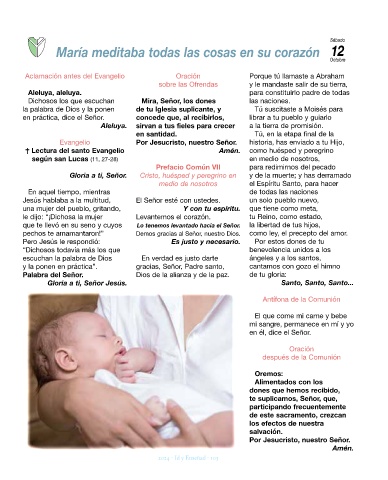 Sábado
María meditaba todas las cosas en su corazón 12
Octubre
Aclamación antes del Evangelio
Aleluya, aleluya.
Dichosos los que escuchan
la palabra de Dios y la ponen
en práctica, dice el Señor.
Aleluya.
Evangelio
† Lectura del santo Evangelio
según san Lucas (11, 27-28)
Gloria a ti, Señor.
En aquel tiempo, mientras
Jesús hablaba a la multitud,
una mujer del pueblo, gritando,
le dijo: “¡Dichosa la mujer
que te llevó en su seno y cuyos
pechos te amamantaron!”
Pero Jesús le respondió:
“Dichosos todavía más los que
escuchan la palabra de Dios
y la ponen en práctica”.
Palabra del Señor.
Gloria a ti, Señor Jesús.
Oración
sobre las Ofrendas
Mira, Señor, los dones
de tu Iglesia suplicante, y
concede que, al recibirlos,
sirvan a tus fieles para crecer
en santidad.
Por Jesucristo, nuestro Señor.
Amén.
Prefacio Común VII
Cristo, huésped y peregrino en
medio de nosotros
El Señor esté con ustedes.
Y con tu espíritu.
Levantemos el corazón.
Lo tenemos levantado hacia el Señor.
Demos gracias al Señor, nuestro Dios.
Es justo y necesario.
En verdad es justo darte
gracias, Señor, Padre santo,
Dios de la alianza y de la paz.
Porque tú llamaste a Abraham
y le mandaste salir de su tierra,
para constituirlo padre de todas
las naciones.
Tú suscitaste a Moisés para
librar a tu pueblo y guiarlo
a la tierra de promisión.
Tú, en la etapa final de la
historia, has enviado a tu Hijo,
como huésped y peregrino
en medio de nosotros,
para redimirnos del pecado
y de la muerte; y has derramado
el Espíritu Santo, para hacer
de todas las naciones
un solo pueblo nuevo,
que tiene como meta,
tu Reino, como estado,
la libertad de tus hijos,
como ley, el precepto del amor.
Por estos dones de tu
benevolencia unidos a los
ángeles y a los santos,
cantamos con gozo el himno
de tu gloria:
Santo, Santo, Santo...
Antífona de la Comunión
El que come mi carne y bebe
mi sangre, permanece en mí y yo
en él, dice el Señor.
Oración
después de la Comunión
Oremos:
Alimentados con los
dones que hemos recibido,
te suplicamos, Señor, que,
participando frecuentemente
de este sacramento, crezcan
los efectos de nuestra
salvación.
Por Jesucristo, nuestro Señor.
Amén.